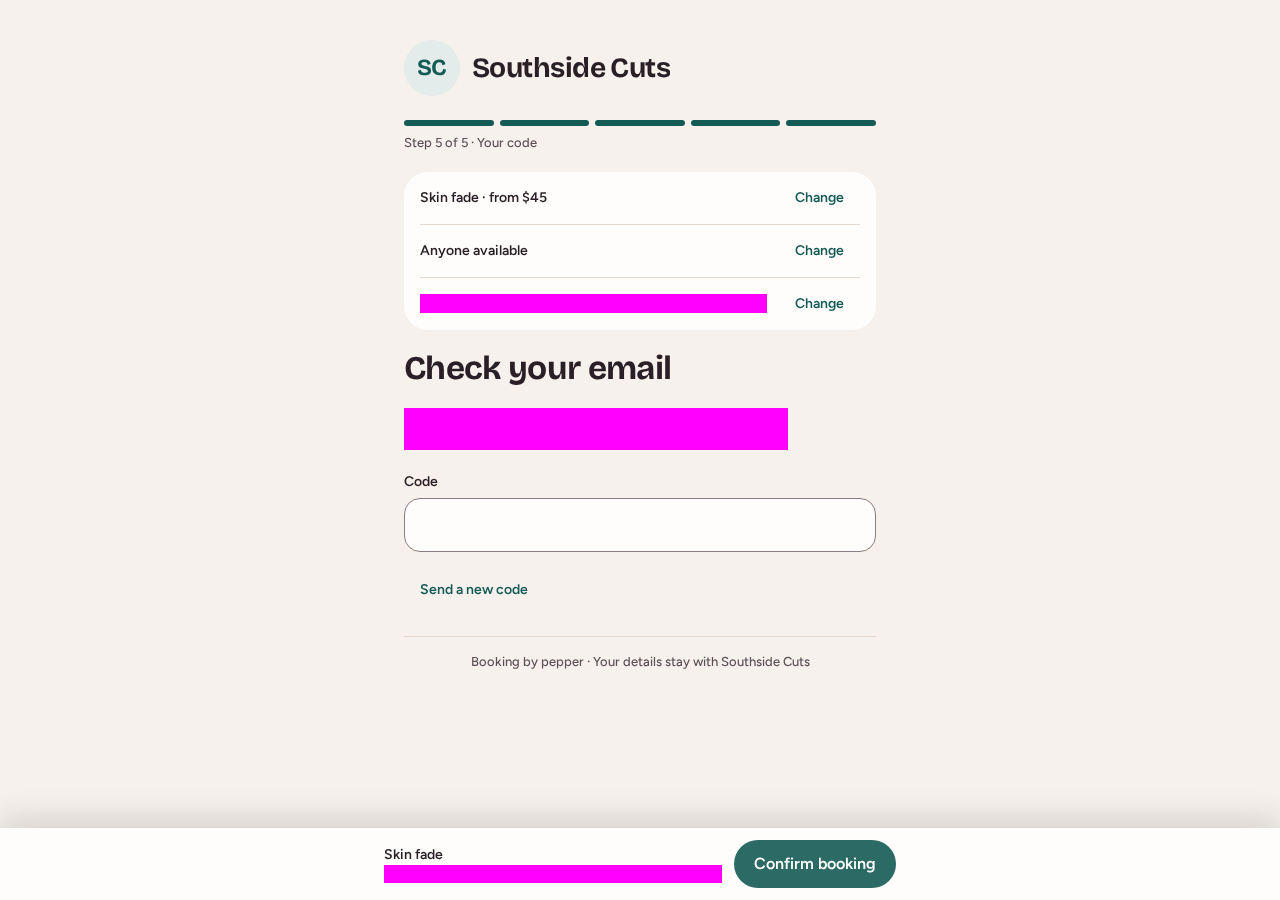 SC
Southside Cuts
Step 5 of 5 · Your code
Skin fade · from $45
Change
Anyone available
Change
Change
Check your email
Code
Send a new code
Booking by pepper · Your details stay with Southside Cuts
Skin fade
Confirm booking